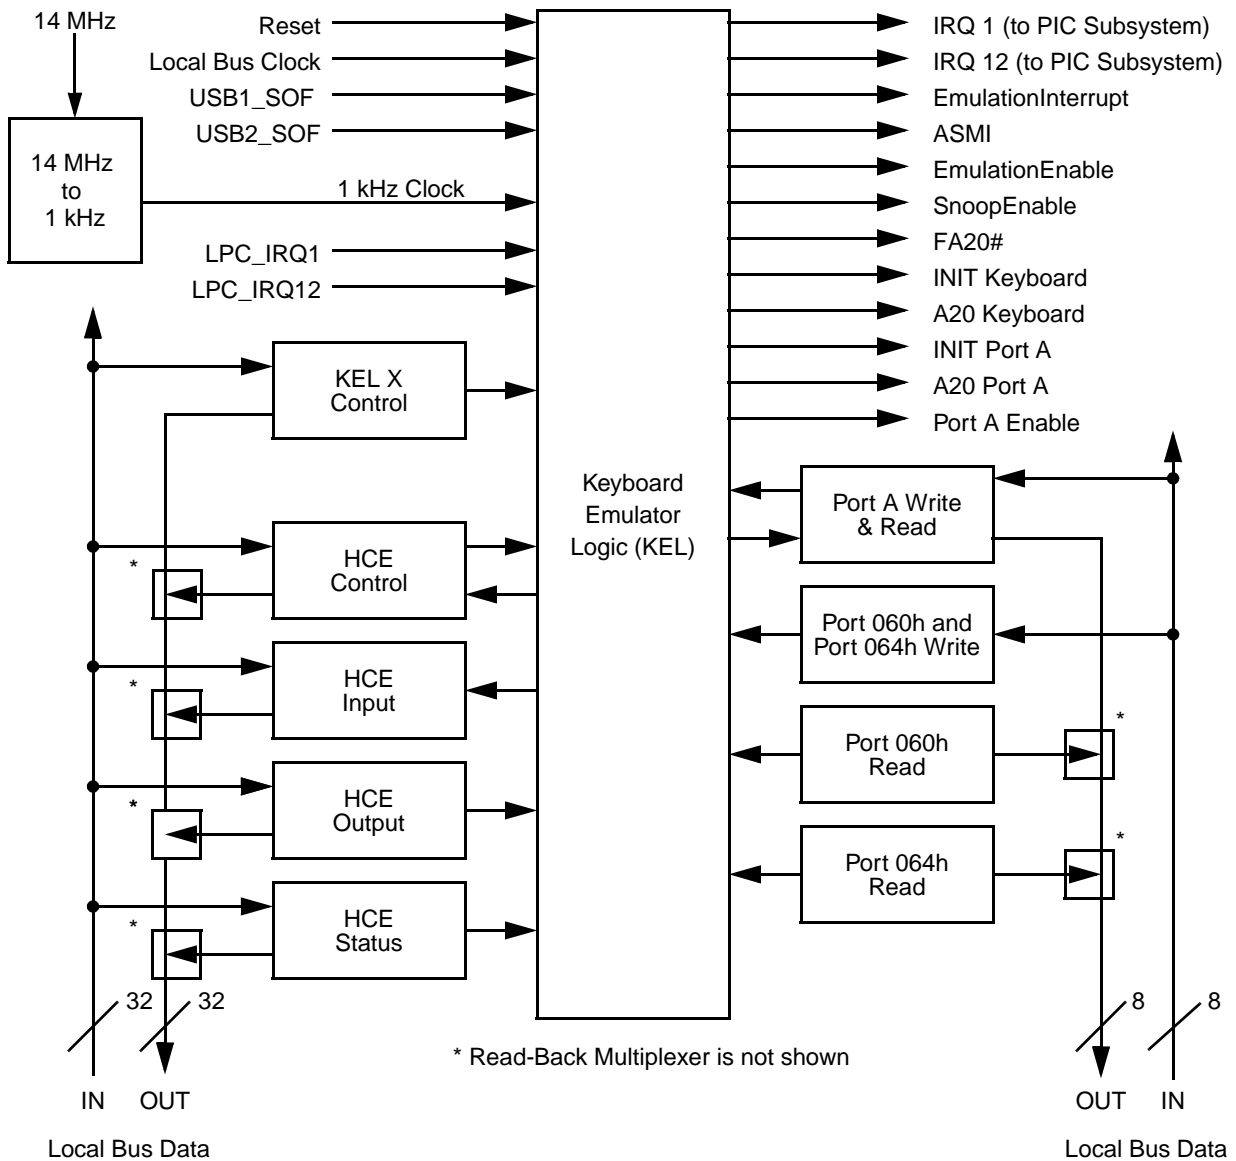 14 MHz
Reset
Local Bus Clock
USB1_SOF
USB2_SOF
14 MHz
to
1 kHz
1 kHz Clock
LPC_IRQ1
LPC_IRQ12
IRQ 1 (to PIC Subsystem)
IRQ 12 (to PIC Subsystem)
EmulationInterrupt
ASMI
EmulationEnable
SnoopEnable
FA20#
INIT Keyboard
A20 Keyboard
INIT Port A
A20 Port A
Port A Enable
KEL X
Control
*
HCE
Control
*
HCE
Input
*
HCE
Output
*
HCE
Status
Keyboard
Emulator
Logic (KEL)
Port A Write
& Read
Port 060h and
Port 064h Write
Port 060h
Read
*
Port 064h
Read
*
32
32
8
8
* Read-Back Multiplexer is not shown
IN
OUT
OUT
IN
Local Bus Data
Local Bus Data